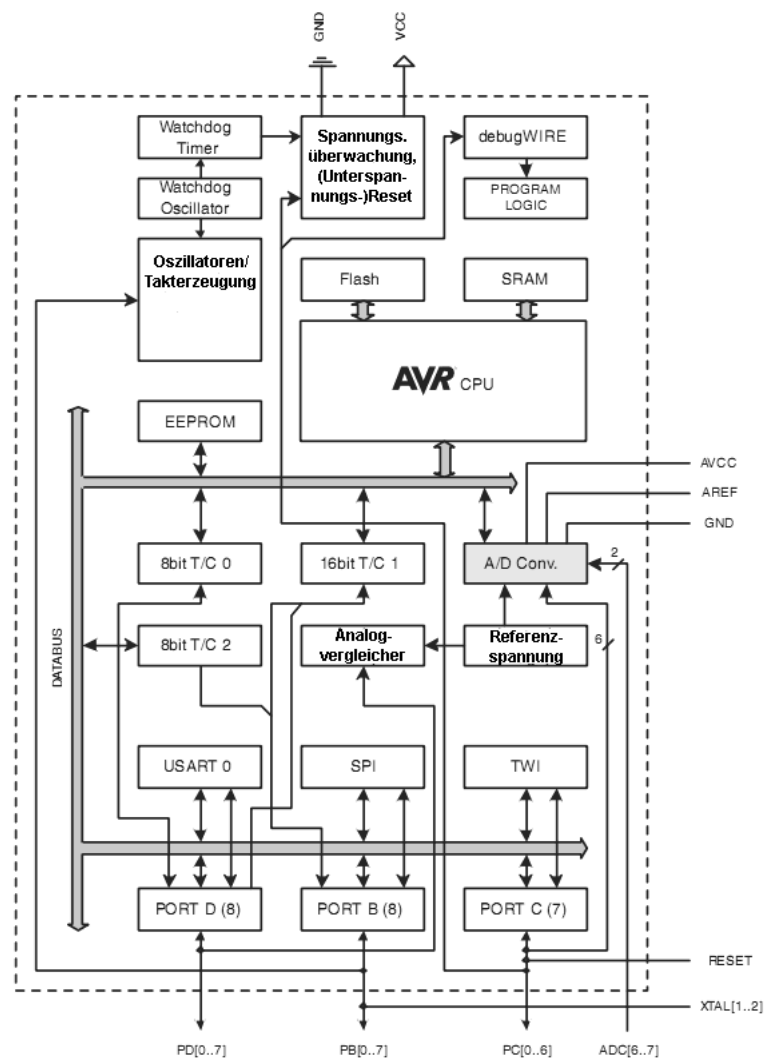 GND
VCC
Watchdog
Timer
Spannungs.
überwachung,
(Unterspan-
nungs-)Reset
debugWIRE
Watchdog
Oscillator
PROGRAM
LOGIC
Oszillatoren/
Takterzeugung
Flash
SRAM
AVR CPU
EEPROM
AVCC
AREF
GND
8bit T/C 0
16bit T/C 1
A/D Conv.
2
8bit T/C 2
Analog-
vergleicher
Referenz-
spannung
6
DATABUS
USART 0
SPI
TWI
PORT D (8)
PORT B (8)
PORT C (7)
RESET
XTAL[1..2]
PD[0..7]
PB[0..7]
PC[0..6]
ADC[6..7]